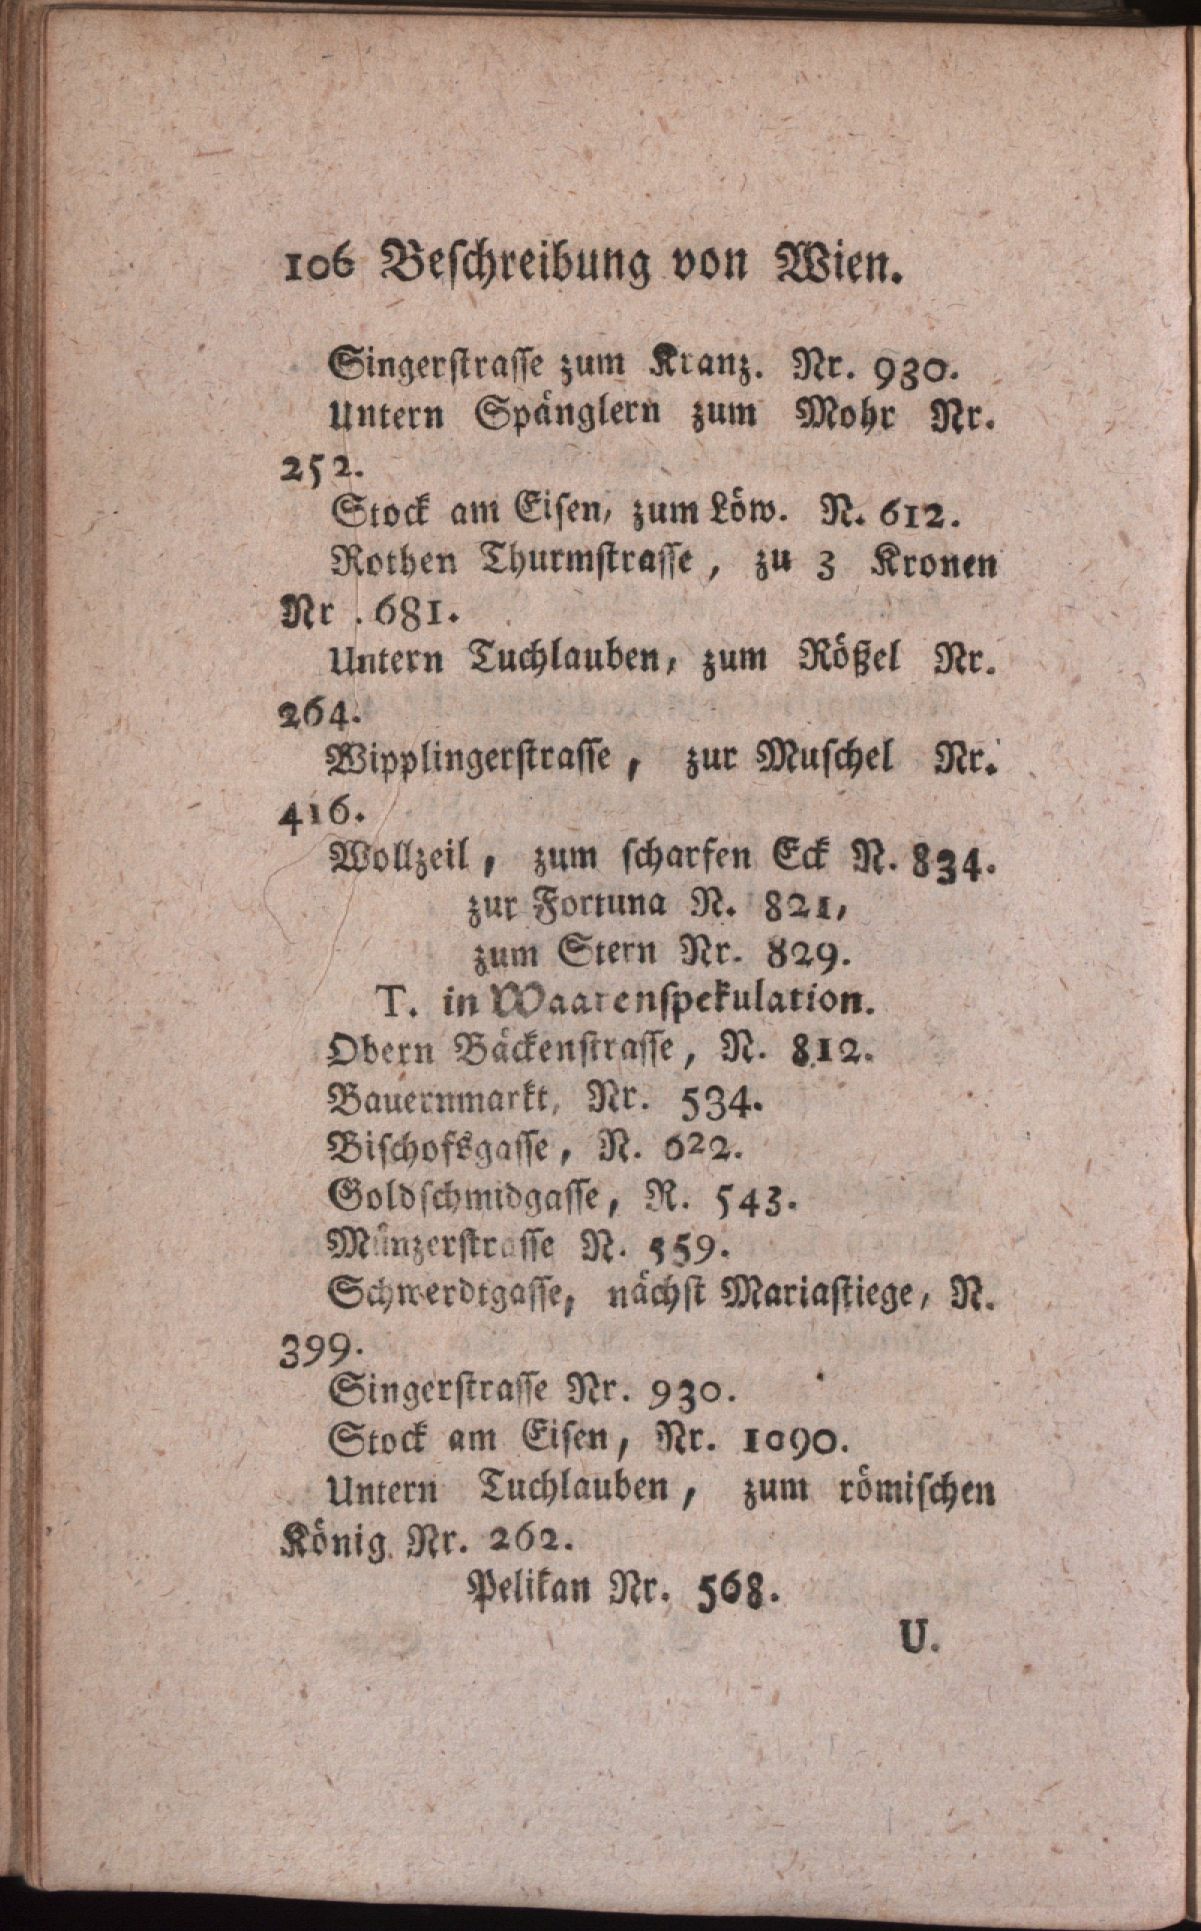 106 Beschreibung von Wien.
Singerstrasse zum Kranz. Nr. 930.
Untern Spänglern zum Mohr Nr.
252.
Stock am Eisen, zum Löw. N. 612.
Rothen Thurmstrasse, zu 3 Kronen
Nr. 681.
Untern Tuchlauben, zum Rößel Nr.
264.
Wipplingerstrasse, zur Muschel Nr.
416.
Wollzeil, zum scharfen Eck N. 834.
zur Fortuna N. 821,
zum Stern Nr. 829.
T. in Waarenspekulation.
Obern Bäckenstrasse, N. 812.
Bauernmarkt, Nr. 534.
Bischofsgasse, N. 622.
Goldschmidgasse, N. 543.
Münzerstrasse N. 559.
Schwerdtgasse, nächst Mariastiege, N.
399.
Singerstrasse Nr. 930.
Stock am Eisen, Nr. 1090.
Untern Tuchlauben, zum römischen
König Nr. 262.
Pelikan Nr. 568.
U.